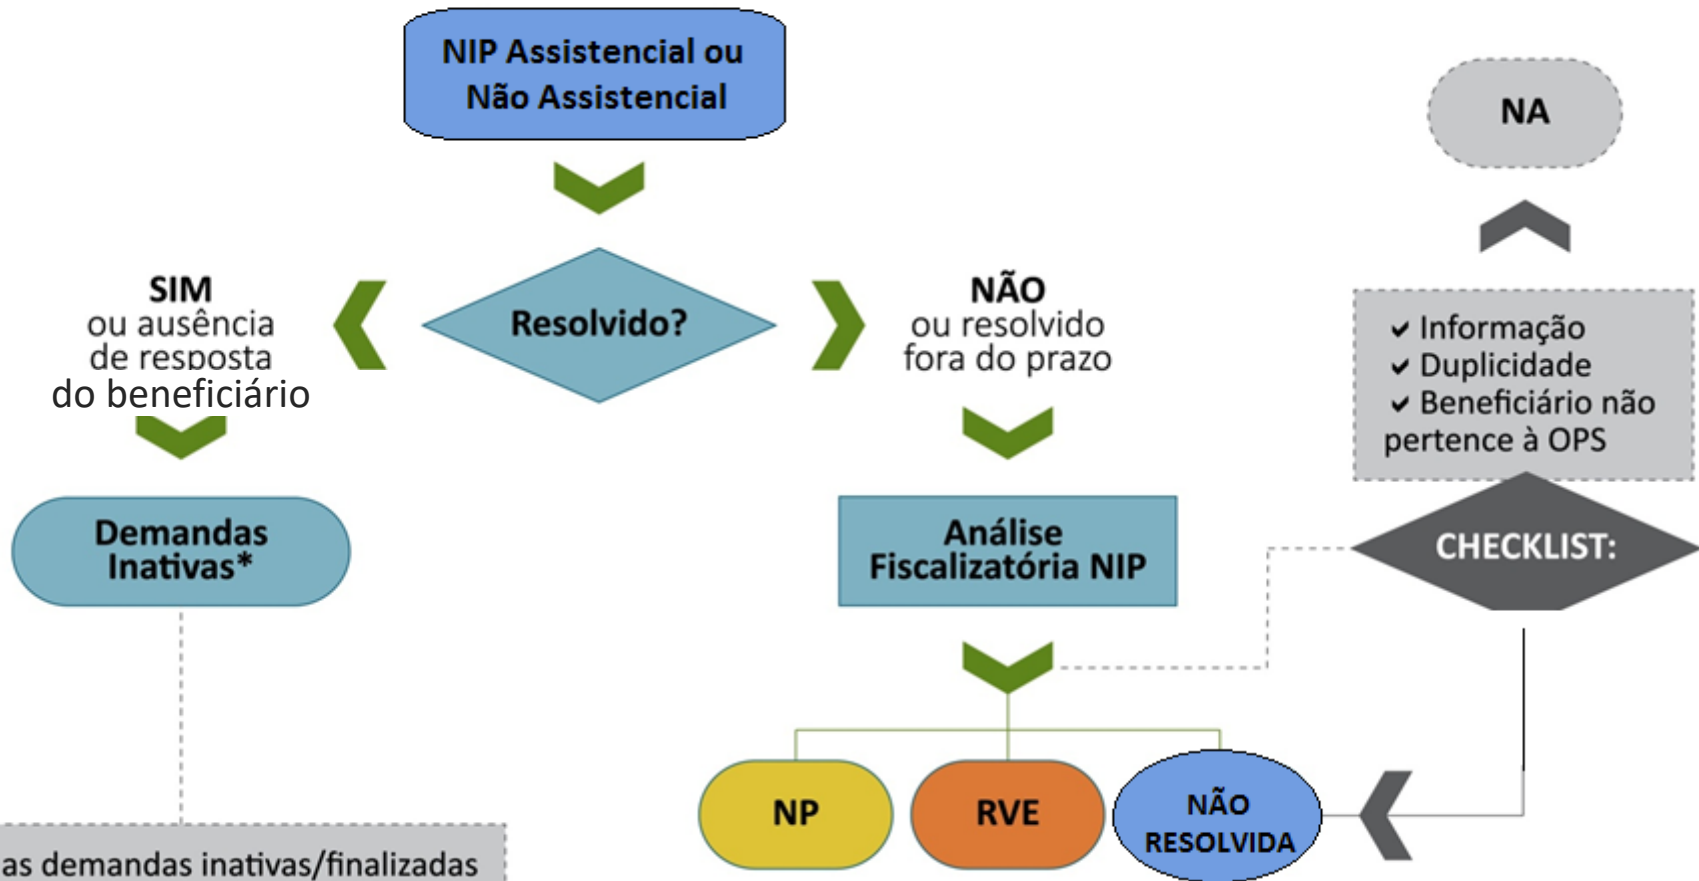 NIP Assistencial ou
Não Assistencial
NA
SIM
ou ausência
de resposta
do beneficiário
Resolvido?
NÃO
ou resolvido
fora do prazo
Informação
Duplicidade
Beneficiário não
pertence à OPS
Demandas
Inativas*
Análise
Fiscalizatória NIP
CHECKLIST:
NP
RVE
NÃO
RESOLVIDA
as demandas inativas/finalizadas